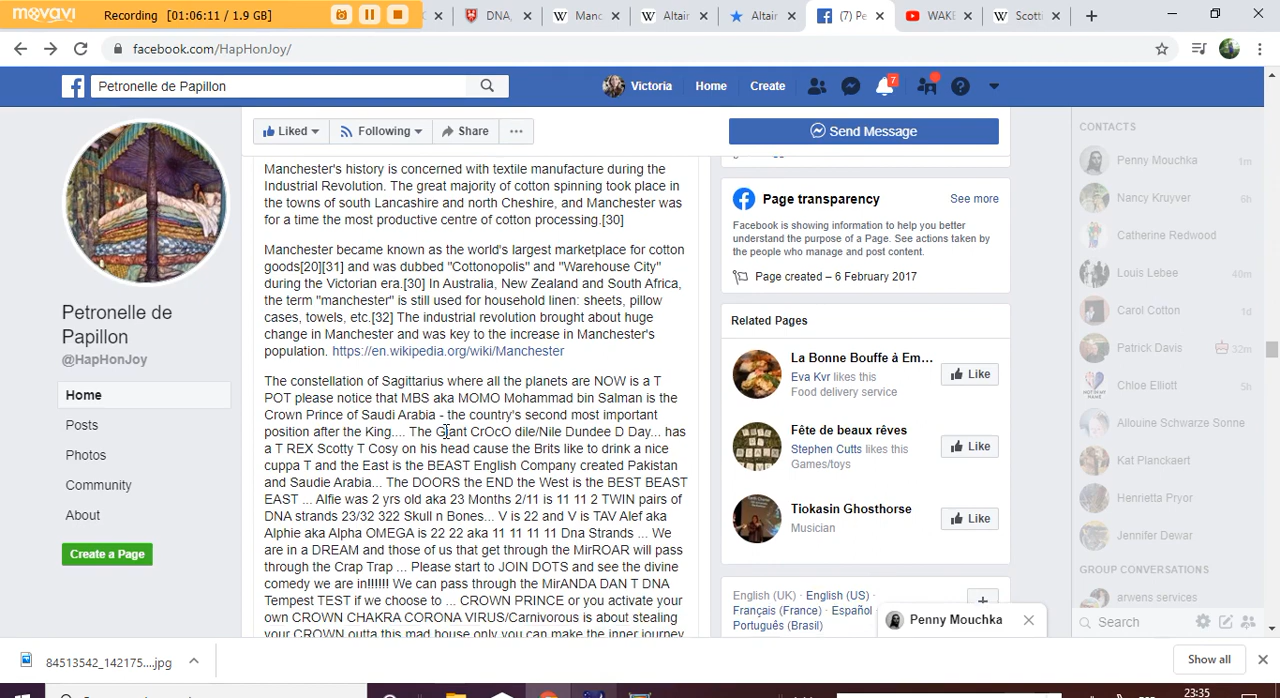 movavi
Recording [01:06:11 / 1.9 GB]
DNA,
Manc
Altair
Altair
(7) Pe
WAKE
Scotti
facebook.com/HapHonJoy/
Petronelle de Papillon
Victoria
Home
Create
7
Liked
Following
Share
Send Message
Petronelle de
Papillon
@HapHonJoy
Home
Posts
Photos
Community
About
Create a Page
Manchester's history is concerned with textile manufacture during the
Industrial Revolution. The great majority of cotton spinning took place in
the towns of south Lancashire and north Cheshire, and Manchester was
for a time the most productive centre of cotton processing.[30]
Manchester became known as the world's largest marketplace for cotton
goods[20][31] and was dubbed "Cottonopolis" and "Warehouse City"
during the Victorian era.[30] In Australia, New Zealand and South Africa,
the term "manchester" is still used for household linen: sheets, pillow
cases, towels, etc.[32] The industrial revolution brought about huge
change in Manchester and was key to the increase in Manchester's
population. https://en.wikipedia.org/wiki/Manchester
The constellation of Sagittarius where all the planets are NOW is a T
POT please notice that MBS aka MOMO Mohammad bin Salman is the
Crown Prince of Saudi Arabia - the country's second most important
position after the King.... The Giant CrOcO dile/Nile Dundee D Day... has
a T REX Scotty T Cosy on his head cause the Brits like to drink a nice
cuppa T and the East is the BEAST English Company created Pakistan
and Saudie Arabia... The DOORS the END the West is the BEST BEAST
EAST ... Alfie was 2 yrs old aka 23 Months 2/11 is 11 11 2 TWIN pairs of
DNA strands 23/32 322 Skull n Bones... V is 22 and V is TAV Alef aka
Alphie aka Alpha OMEGA is 22 22 aka 11 11 11 11 Dna Strands ... We
are in a DREAM and those of us that get through the MirROAR will pass
through the Crap Trap ... Please start to JOIN DOTS and see the divine
comedy we are in!!!!!! We can pass through the MirANDA DAN T DNA
Tempest TEST if we choose to ... CROWN PRINCE or you activate your
own CROWN CHAKRA CORONA VIRUS/Carnivorous is about stealing
your CROWN outta this mad house only you can make the inner journey
Page transparency
See more
Facebook is showing information to help you better
understand the purpose of a Page. See actions taken by
the people who manage and post content.
Page created – 6 February 2017
Related Pages
La Bonne Bouffe à Em…
Eva Kvr likes this
Food delivery service
Like
Fête de beaux rêves
Stephen Cutts likes this
Games/toys
Like
Tiokasin Ghosthorse
Musician
Like
English (UK) · English (US) ·
Français (France) · Español
Português (Brasil)
Penny Mouchka
CONTACTS
Penny Mouchka 1m
Nancy Kruyver 6h
Catherine Redwood
Louis Lebee 40m
Carol Cotton 1d
Patrick Davis 32m
Chloe Elliott 5h
Allouine Schwarz Sonne
Kat Planckaert
Henrietta Pryor
Jennifer Dewar
GROUP CONVERSATIONS
arwens services
Search
84513542_142175....jpg
Show all
23:35